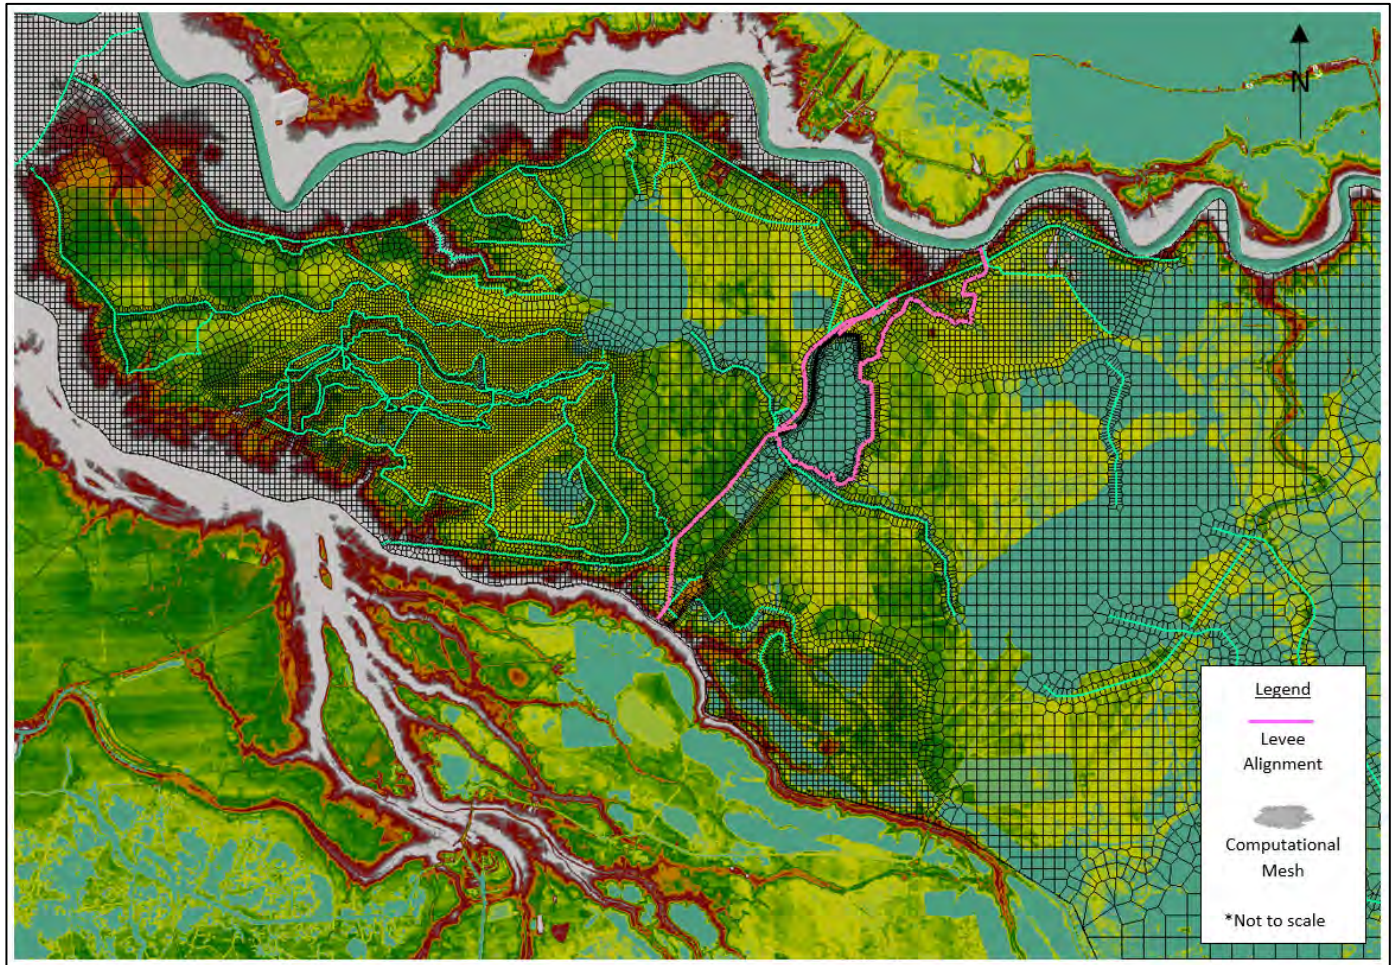 N
Legend
Levee
Alignment
Computational
Mesh
*Not to scale